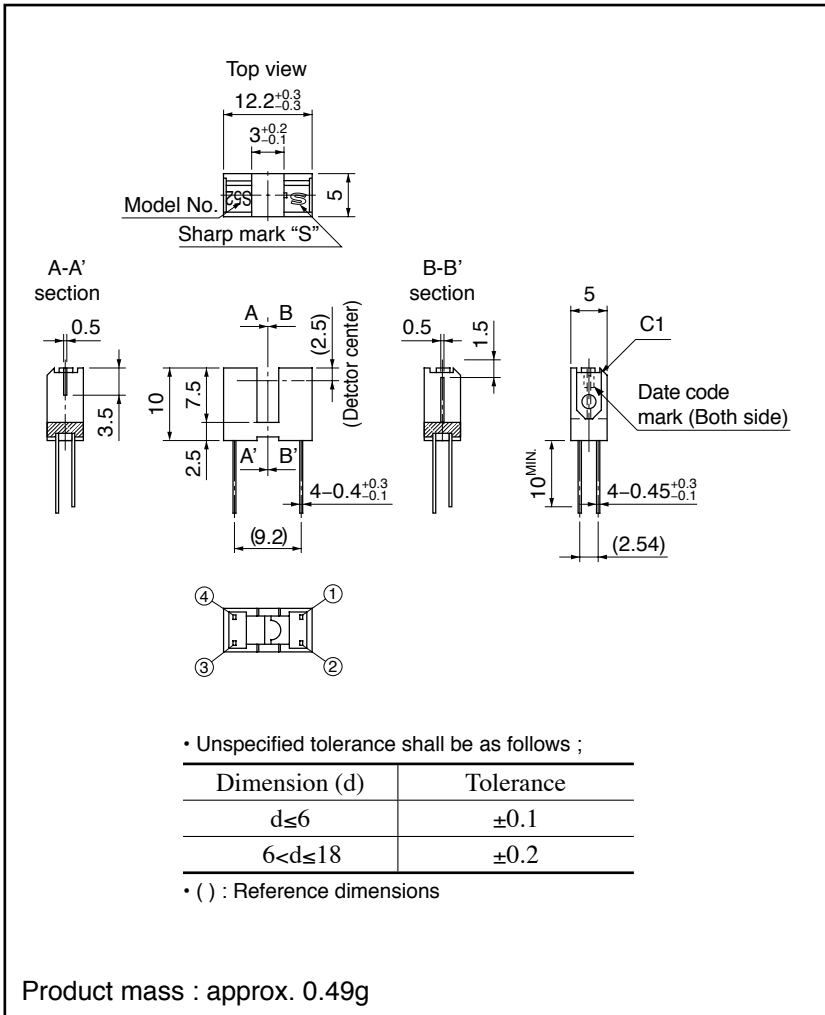 Top view
12.2+0.3−0.3
3+0.2−0.1
5
Model No.
S52
Sharp mark “S”
A-A’
section
0.5
3.5
A B
(2.5)
(Detctor center)
10
7.5
2.5
A’ B’
4−0.4+0.3−0.1
(9.2)
B-B’
section
0.5
1.5
5
C1
Date code
mark (Both side)
10MIN.
4−0.45+0.3−0.1
(2.54)
④ ①
③ ②
• Unspecified tolerance shall be as follows ;
Dimension (d) Tolerance
d≤6 ±0.1
6<d≤18 ±0.2
• ( ) : Reference dimensions
Product mass : approx. 0.49g